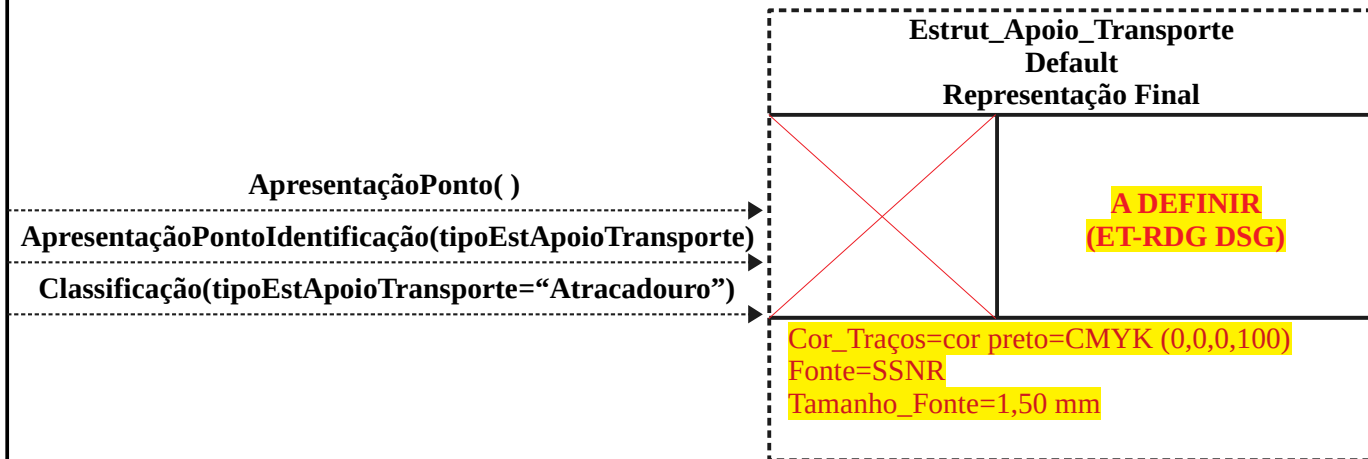 Estrut_Apoio_Transporte
Default
Representação Final
ApresentaçãoPonto( )
ApresentaçãoPontoIdentificação(tipoEstApoioTransporte)
Classificação(tipoEstApoioTransporte=“Atracadouro”)
A DEFINIR
(ET-RDG DSG)
Cor_Traços=cor preto=CMYK (0,0,0,100)
Fonte=SSNR
Tamanho_Fonte=1,50 mm